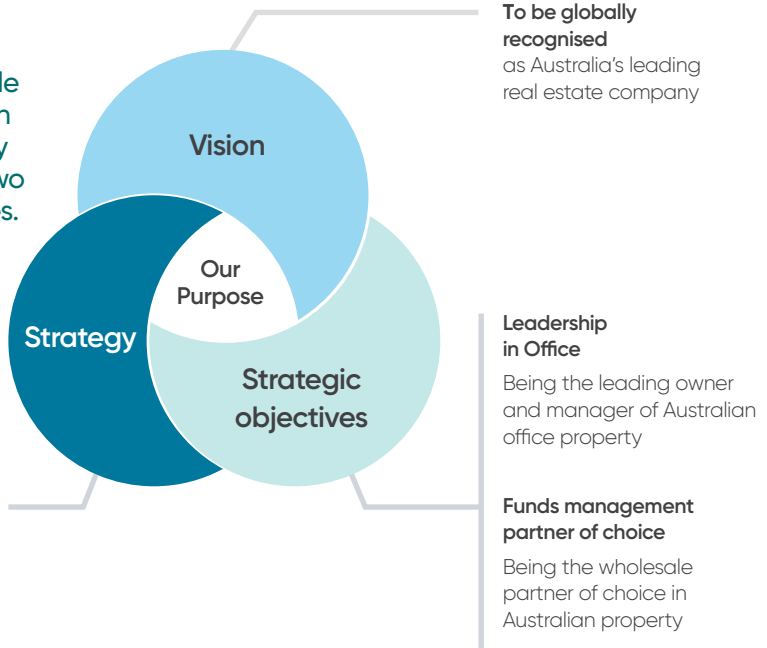 To be globally
recognised
as Australia's leading
real estate company
Vision
Our
Purpose
Strategy
Strategic
objectives
Leadership
in Office
Being the leading owner
and manager of Australian
office property
Funds management
partner of choice
Being the wholesale
partner of choice in
Australian property